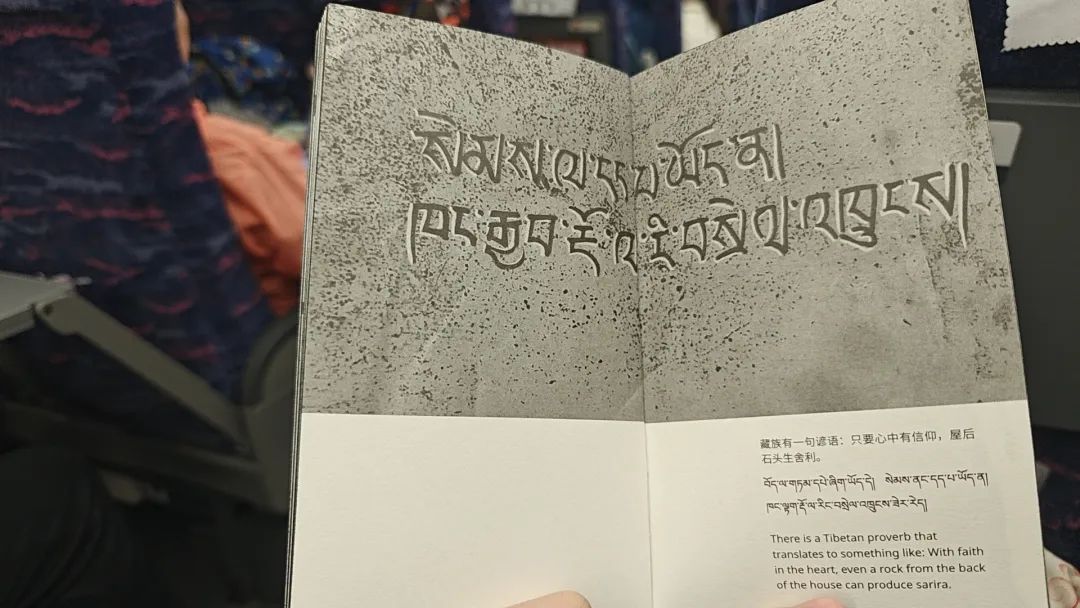 སེམས་ལ་དད་པ་ཡོད་ན།
ཁང་རྒྱབ་རྡོ་འ་རིང་བསྲེལ་འཁྲུངས།
藏族有一句谚语：只要心中有信仰，屋后
石头生舍利。
བོད་ལ་གཏམ་དཔེ་ཞིག་ཡོད་དེ། སེམས་ནང་དད་པ་ཡོད་ན།
ཁང་ལྟག་རྡོ་ལ་རིང་བསྲེལ་འཁྲུངས་ཟེར་རེད།
There is a Tibetan proverb that
translates to something like: With faith
in the heart, even a rock from the back
of the house can produce sarira.